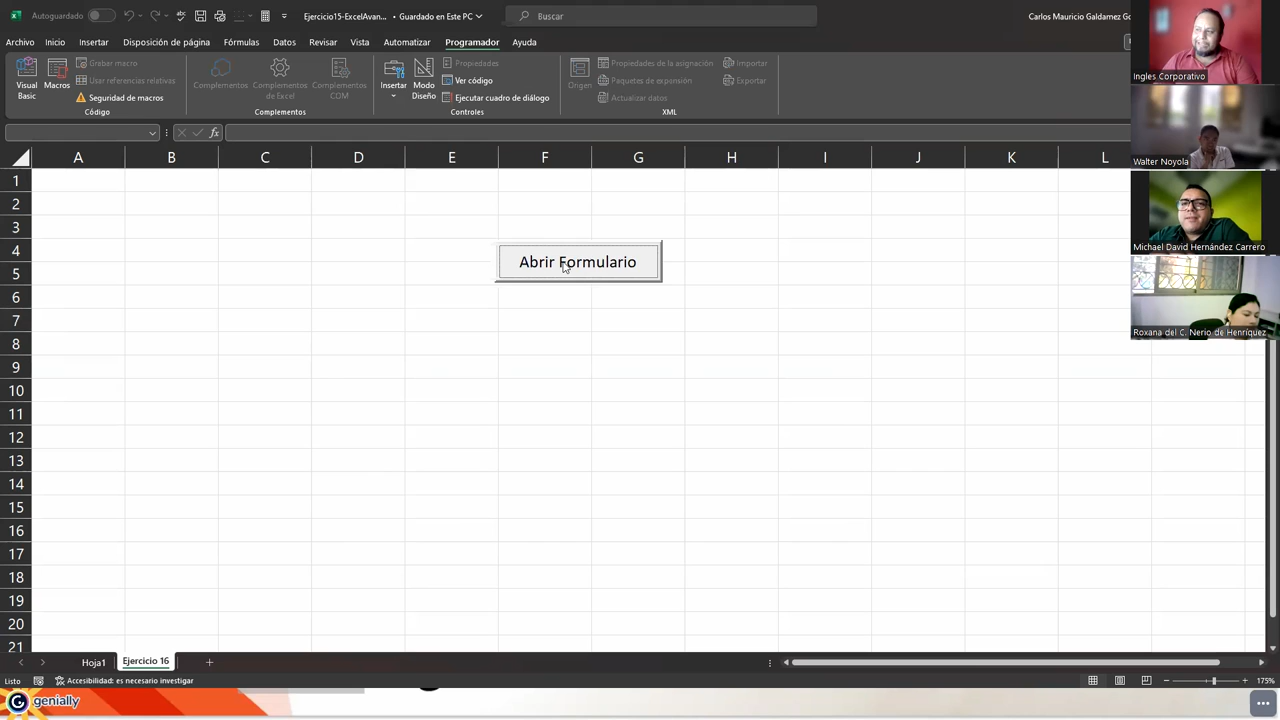 Autoguardado
Ejercicio15-ExcelAvan... • Guardado en Este PC
Buscar
Carlos Mauricio Galdamez Go
Archivo Inicio Insertar Disposición de página Fórmulas Datos Revisar Vista Automatizar Programador Ayuda
Visual Basic
Macros
Grabar macro
Usar referencias relativas
Seguridad de macros
Código
Complementos
Complementos de Excel
Complementos COM
Complementos
Insertar
Modo Diseño
Propiedades
Ver código
Ejecutar cuadro de diálogo
Controles
Origen
Propiedades de la asignación
Paquetes de expansión
Actualizar datos
Importar
Exportar
XML
fx
A B C D E F G H I J K L
1
2
3
4
5
6
7
8
9
10
11
12
13
14
15
16
17
18
19
20
21
Abrir Formulario
Ingles Corporativo
Walter Noyola
Michael David Hernández Carrero
Roxana del C. Nerio de Henríquez
Hoja1 Ejercicio 16
Listo
Accesibilidad: es necesario investigar
175%
genially